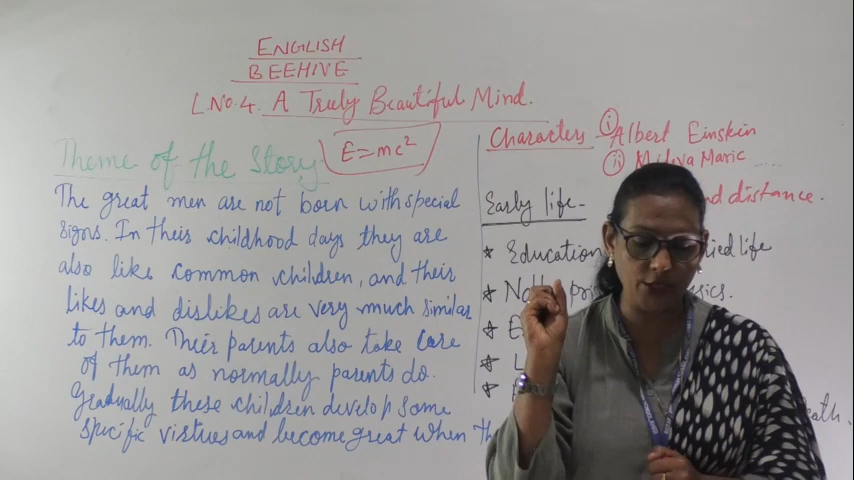 ENGLISH
BEEHIVE
L.No.4. A Truly Beautiful Mind.
Theme of the Story
E=mc²
The great men are not born with special
signs. In their childhood days they are
also like common children, and their
likes and dislikes are very much similar
to them. Their parents also take care
of them as normally parents do.
Gradually these children develop some
specific virtues and become great when
Characters - (i) Albert Einstein
(ii) Mileva Maric .....
distance.
Early life -
* Education life
*
*
*
*
death.